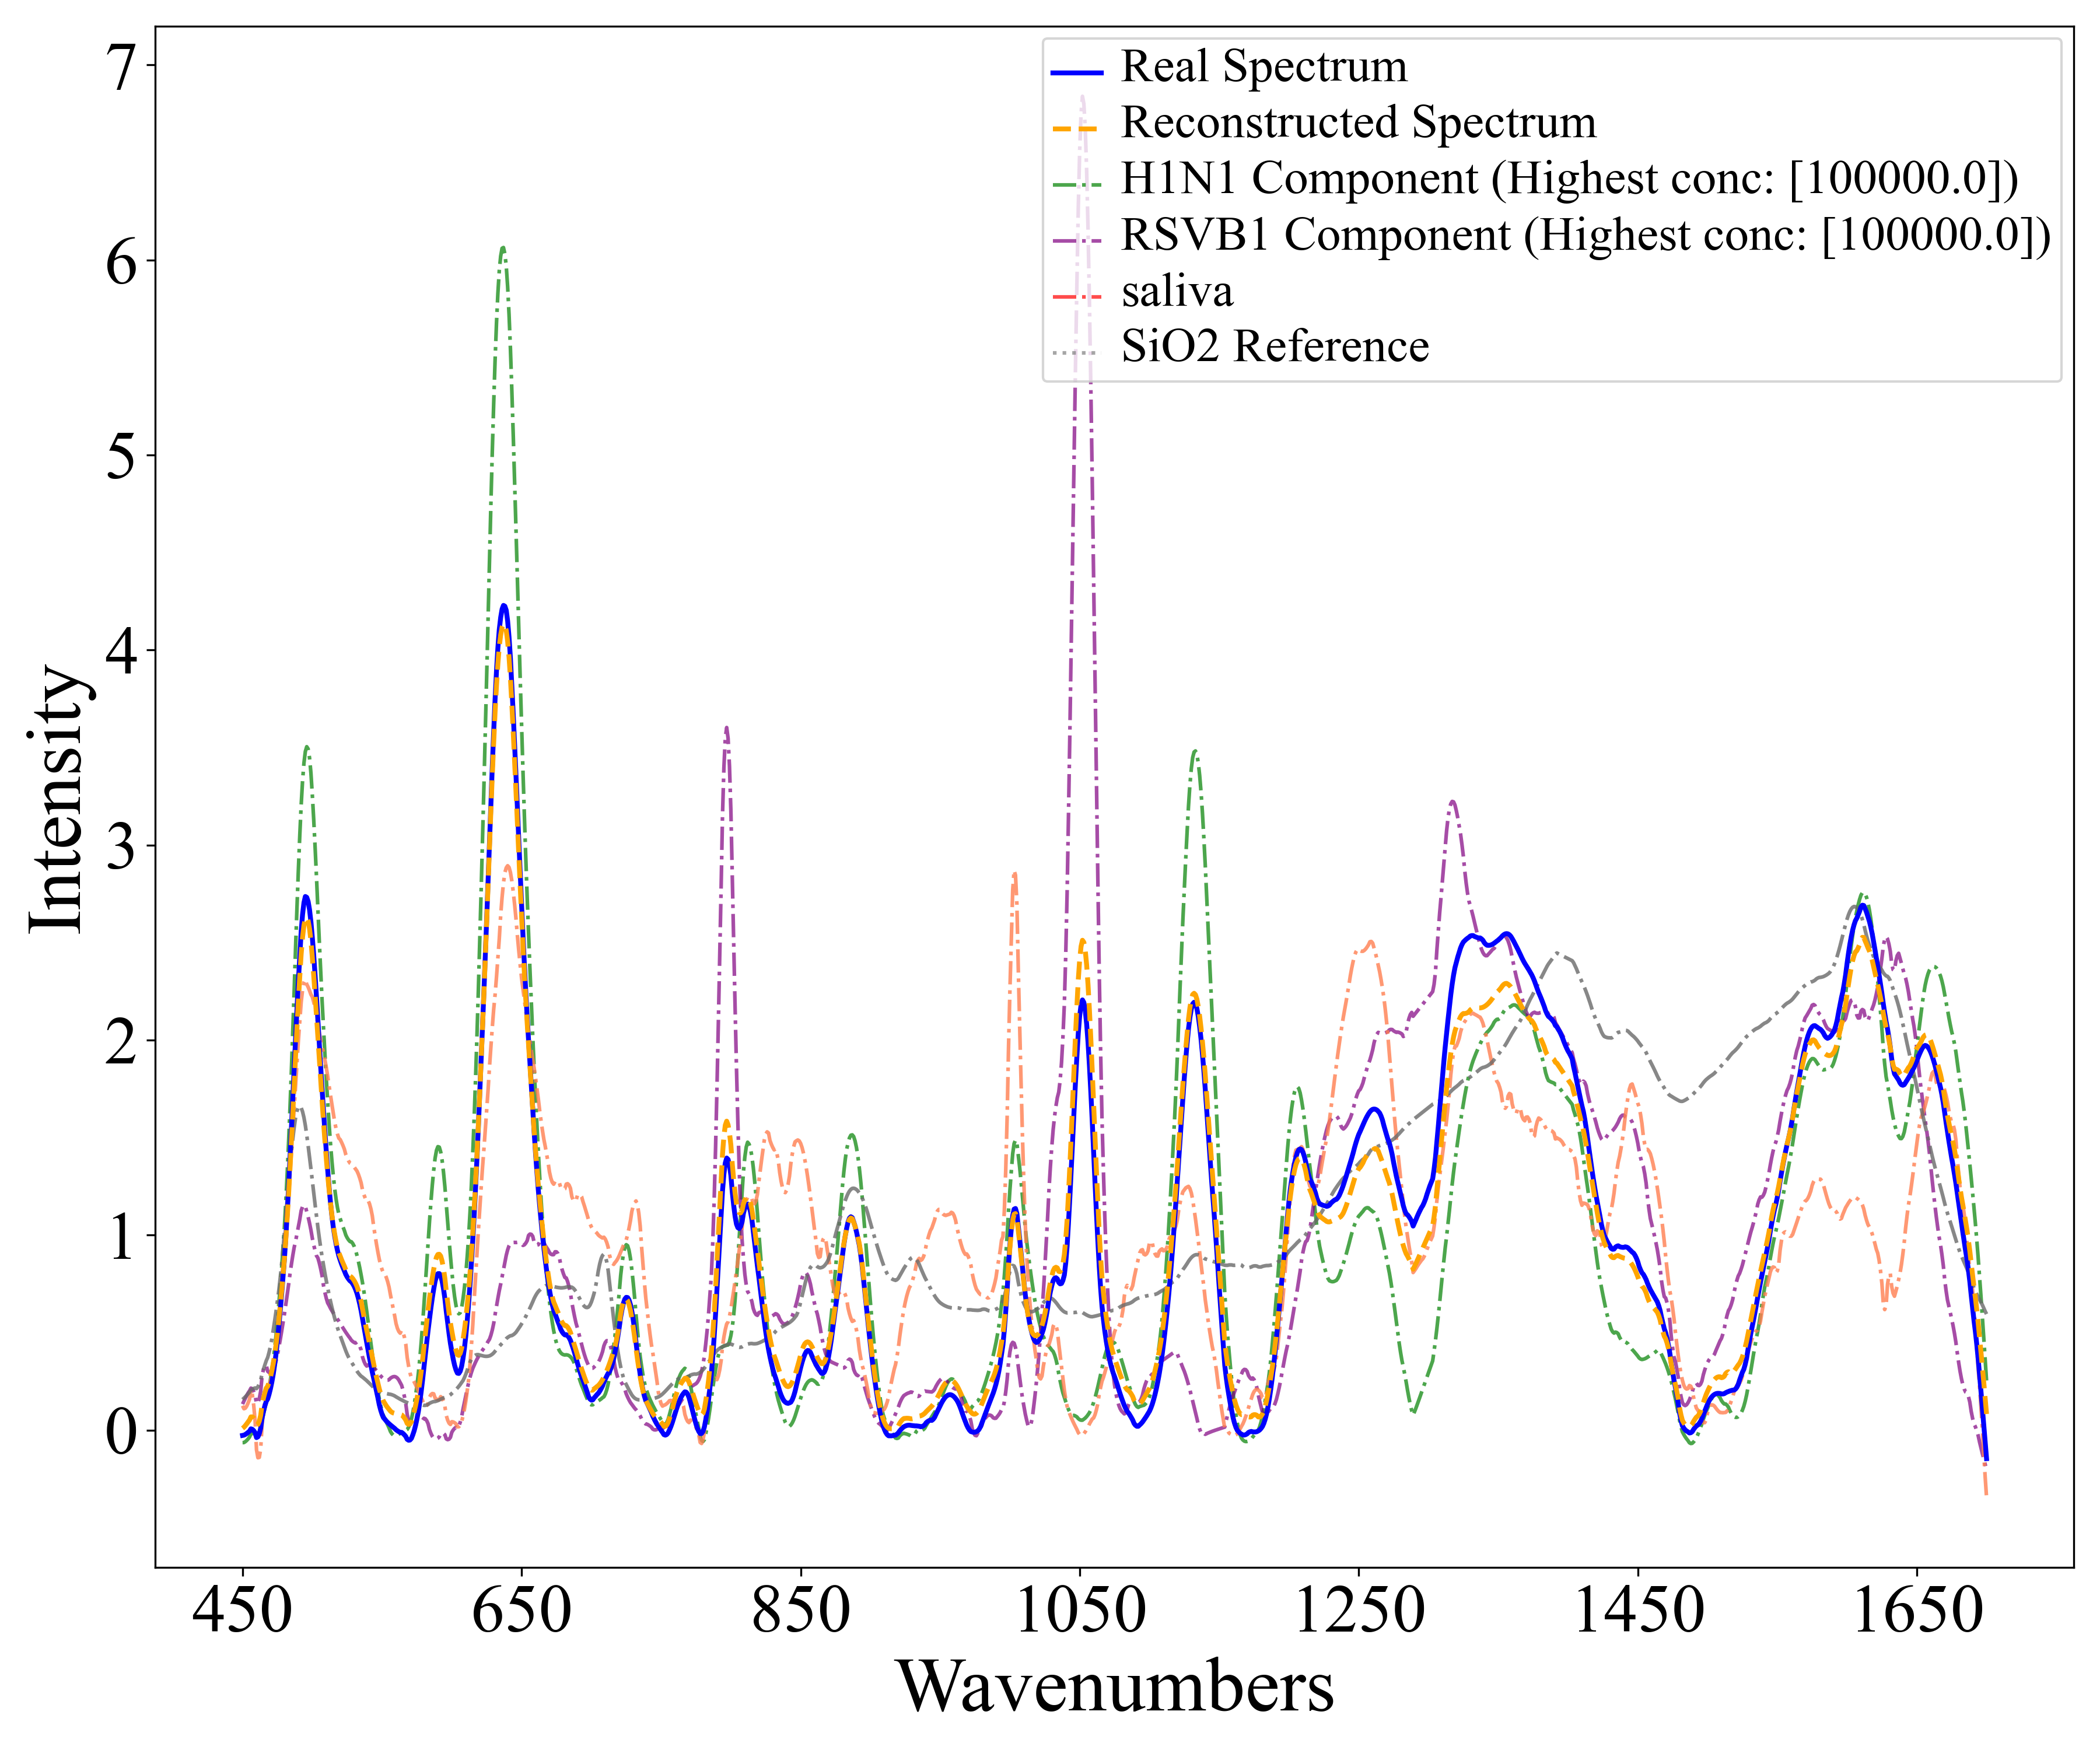 Real Spectrum
Reconstructed Spectrum
H1N1 Component (Highest conc: [100000.0])
RSVB1 Component (Highest conc: [100000.0])
saliva
SiO2 Reference
7
6
5
4
3
2
1
0
Intensity
450 650 850 1050 1250 1450 1650
Wavenumbers